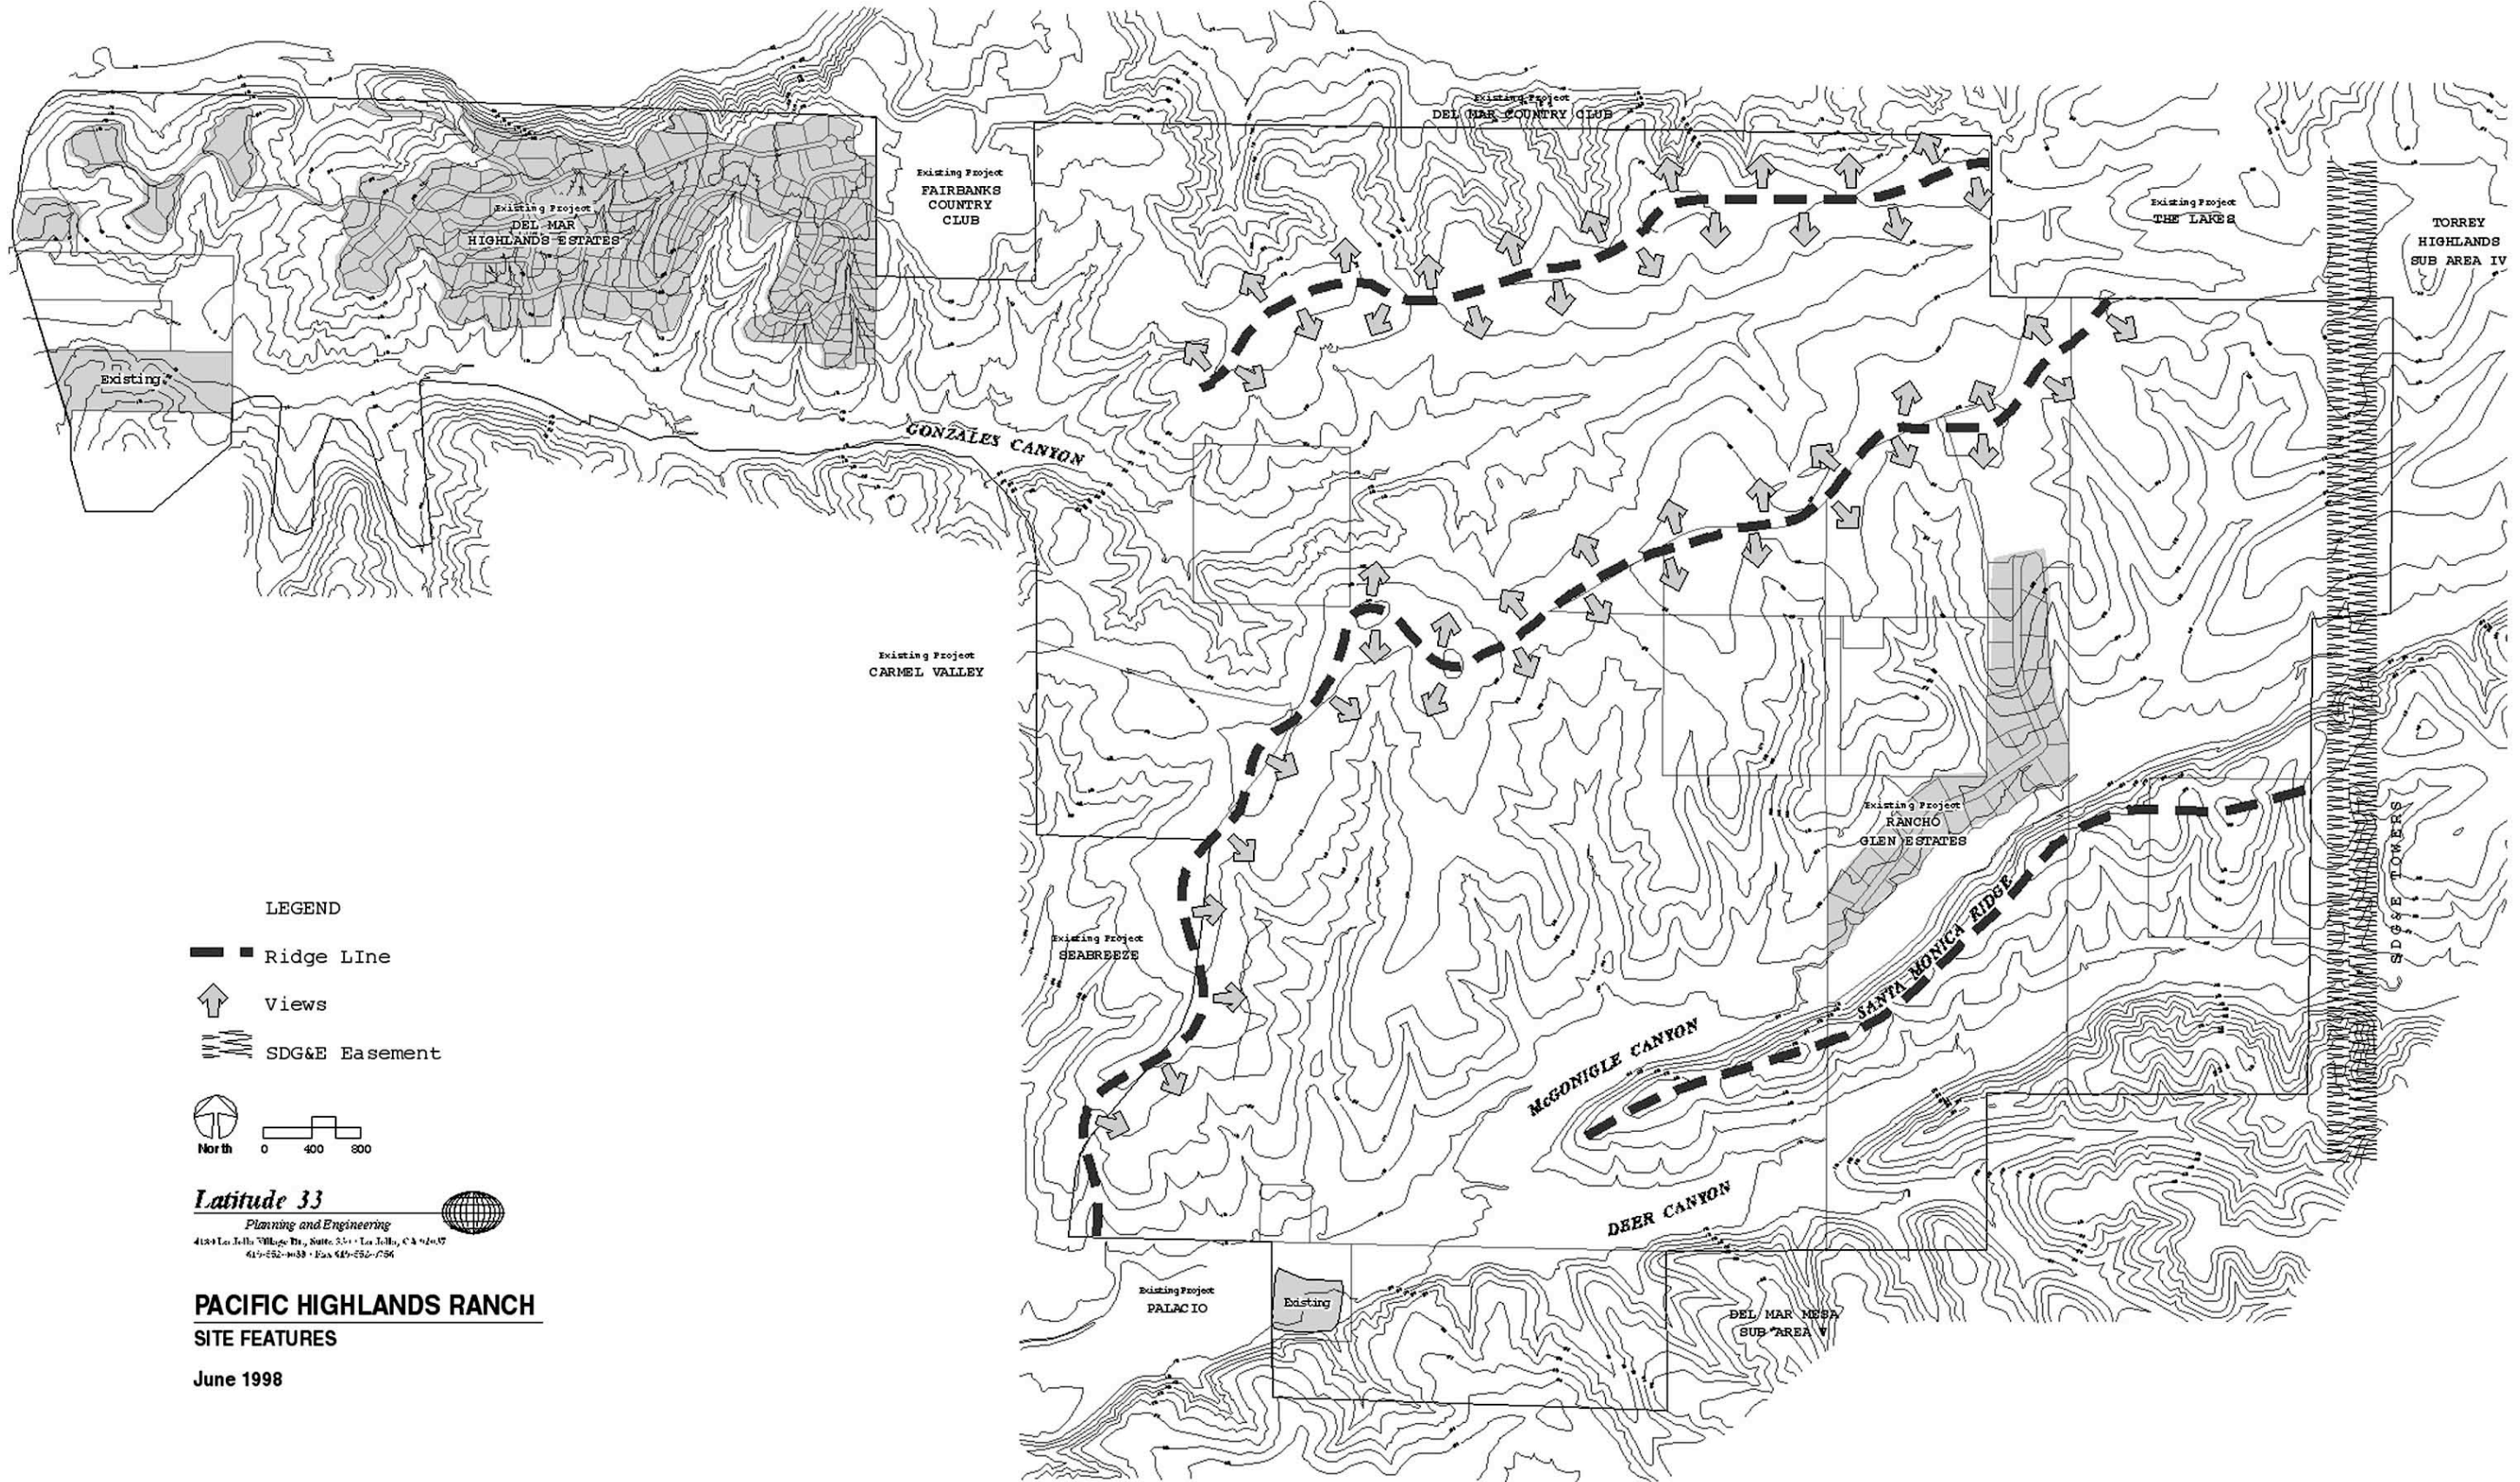 Existing Project
DEL MAR COUNTRY CLUB
Existing Project
FAIRBANKS
COUNTRY
CLUB
Existing Project
DEL MAR
HIGHLANDS ESTATES
Existing Project
THE LAKES
TORREY
HIGHLANDS
SUB AREA IV
Existing
GONZALES CANYON
Existing Project
CARMEL VALLEY
Existing Project
RANCHO
GLEN ESTATES
SDG&E TOWERS
SANTA MONICA RIDGE
Existing Project
SEABREEZE
McGONIGLE CANYON
DEER CANYON
Existing Project
PALACIO
Existing
DEL MAR MESA
SUB AREA V
LEGEND
Ridge LIne
Views
SDG&E Easement
North
0 400 800
Latitude 33
Planning and Engineering
PACIFIC HIGHLANDS RANCH
SITE FEATURES
June 1998